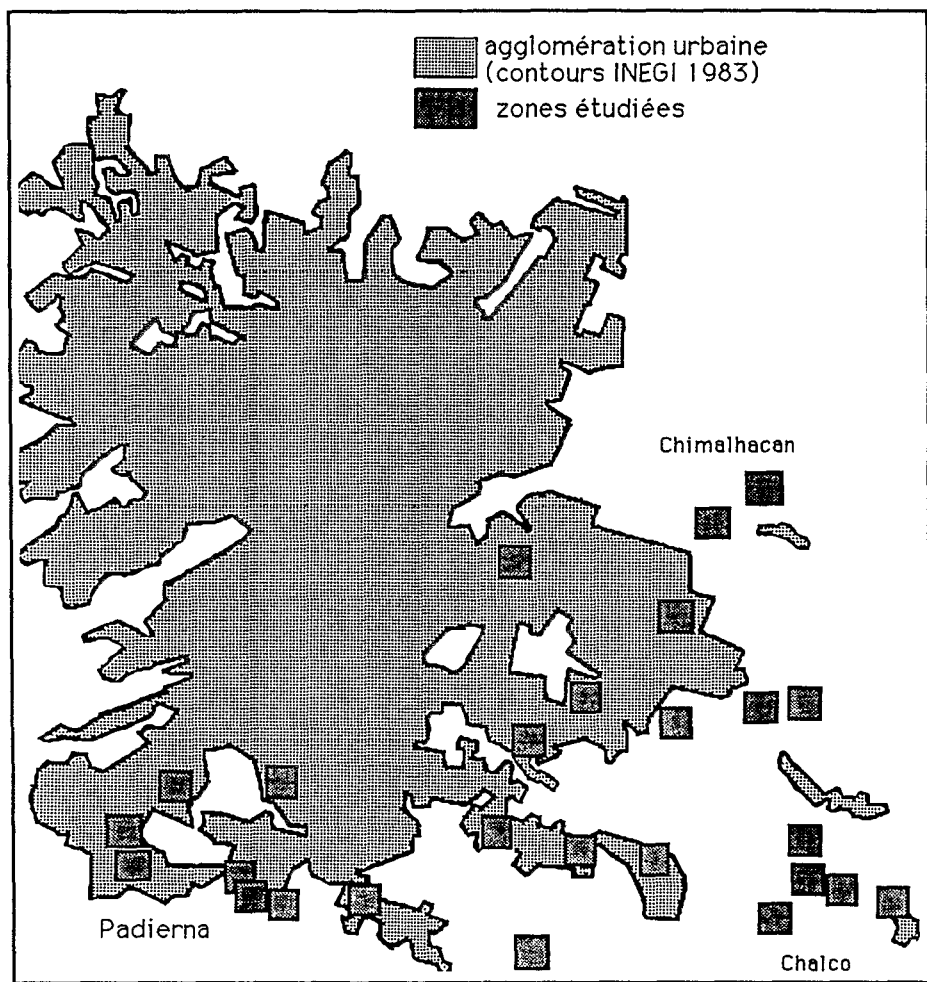 agglomération urbaine
(contours INEGI 1983)
zones étudiées
Chimalhacan
Padierna
Chalco